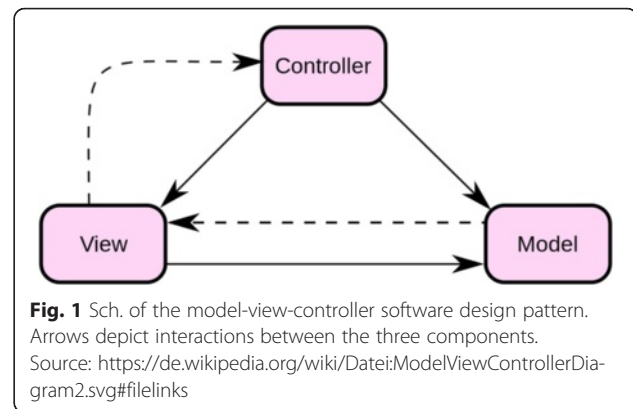 Controller
View
Model
Fig. 1 Sch. of the model-view-controller software design pattern.
Arrows depict interactions between the three components.
Source: https://de.wikipedia.org/wiki/Datei:ModelViewControllerDia-
gram2.svg#filelinks